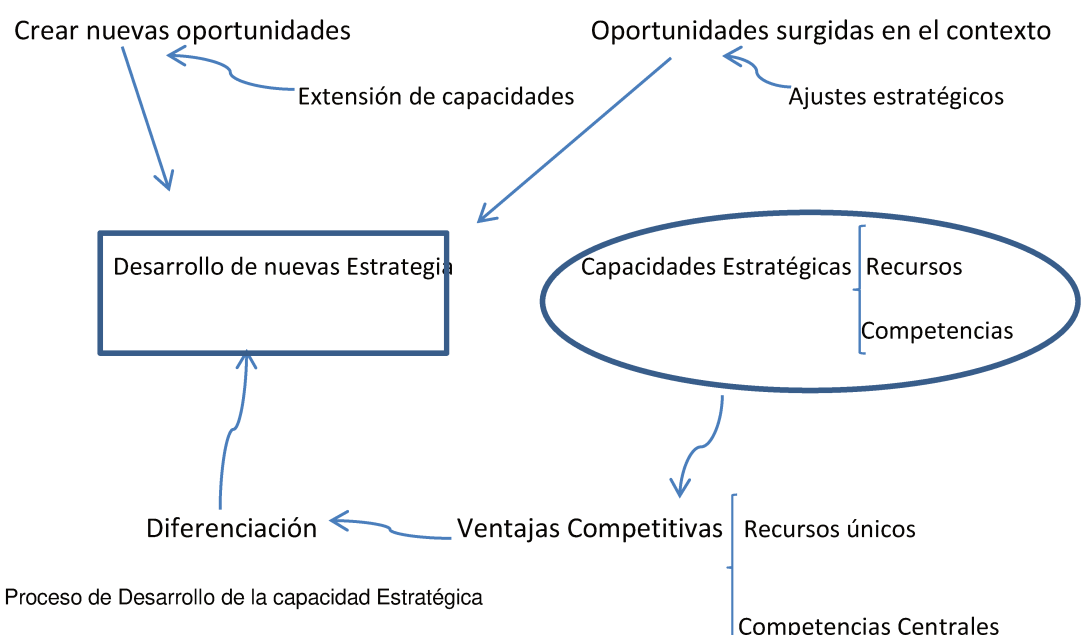 Crear nuevas oportunidades
Oportunidades surgidas en el contexto
Extensión de capacidades
Ajustes estratégicos
Desarrollo de nuevas Estrategia
Capacidades Estratégicas
Recursos
Competencias
Diferenciación
Ventajas Competitivas
Recursos únicos
Proceso de Desarrollo de la capacidad Estratégica
Competencias Centrales